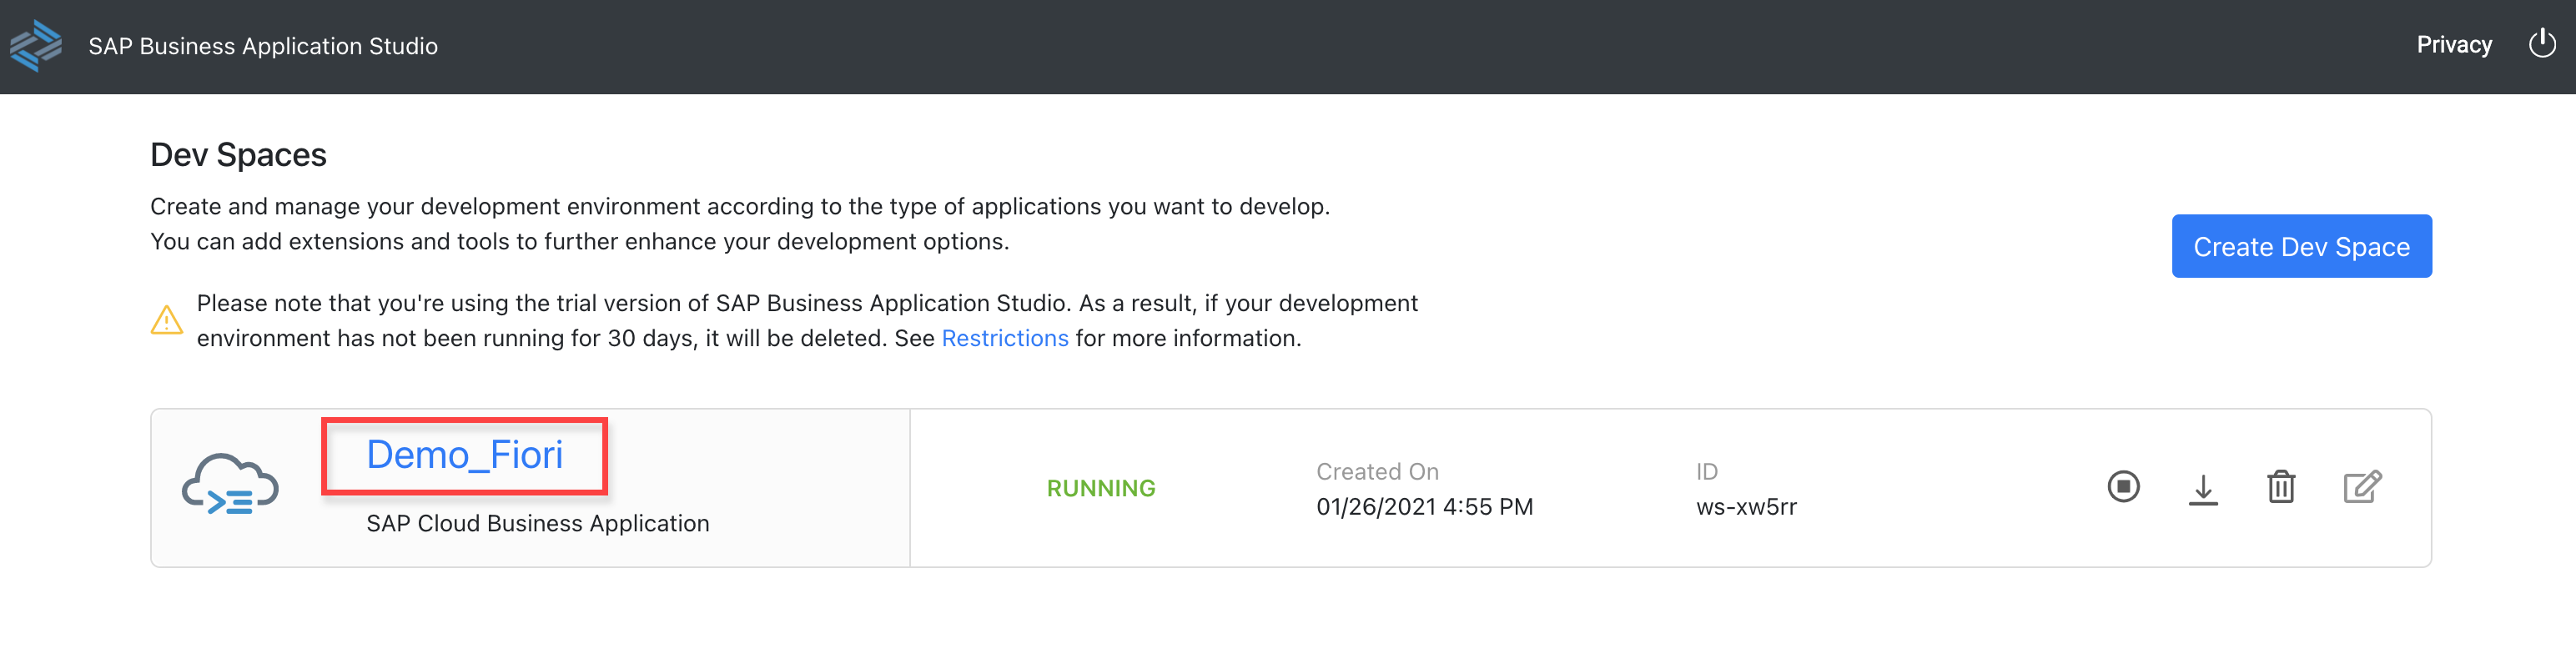 SAP Business Application Studio
Privacy
Dev Spaces
Create and manage your development environment according to the type of applications you want to develop.
You can add extensions and tools to further enhance your development options.
Create Dev Space
Please note that you're using the trial version of SAP Business Application Studio. As a result, if your development
environment has not been running for 30 days, it will be deleted. See Restrictions for more information.
Demo_Fiori
SAP Cloud Business Application
RUNNING
Created On
01/26/2021 4:55 PM
ID
ws-xw5rr